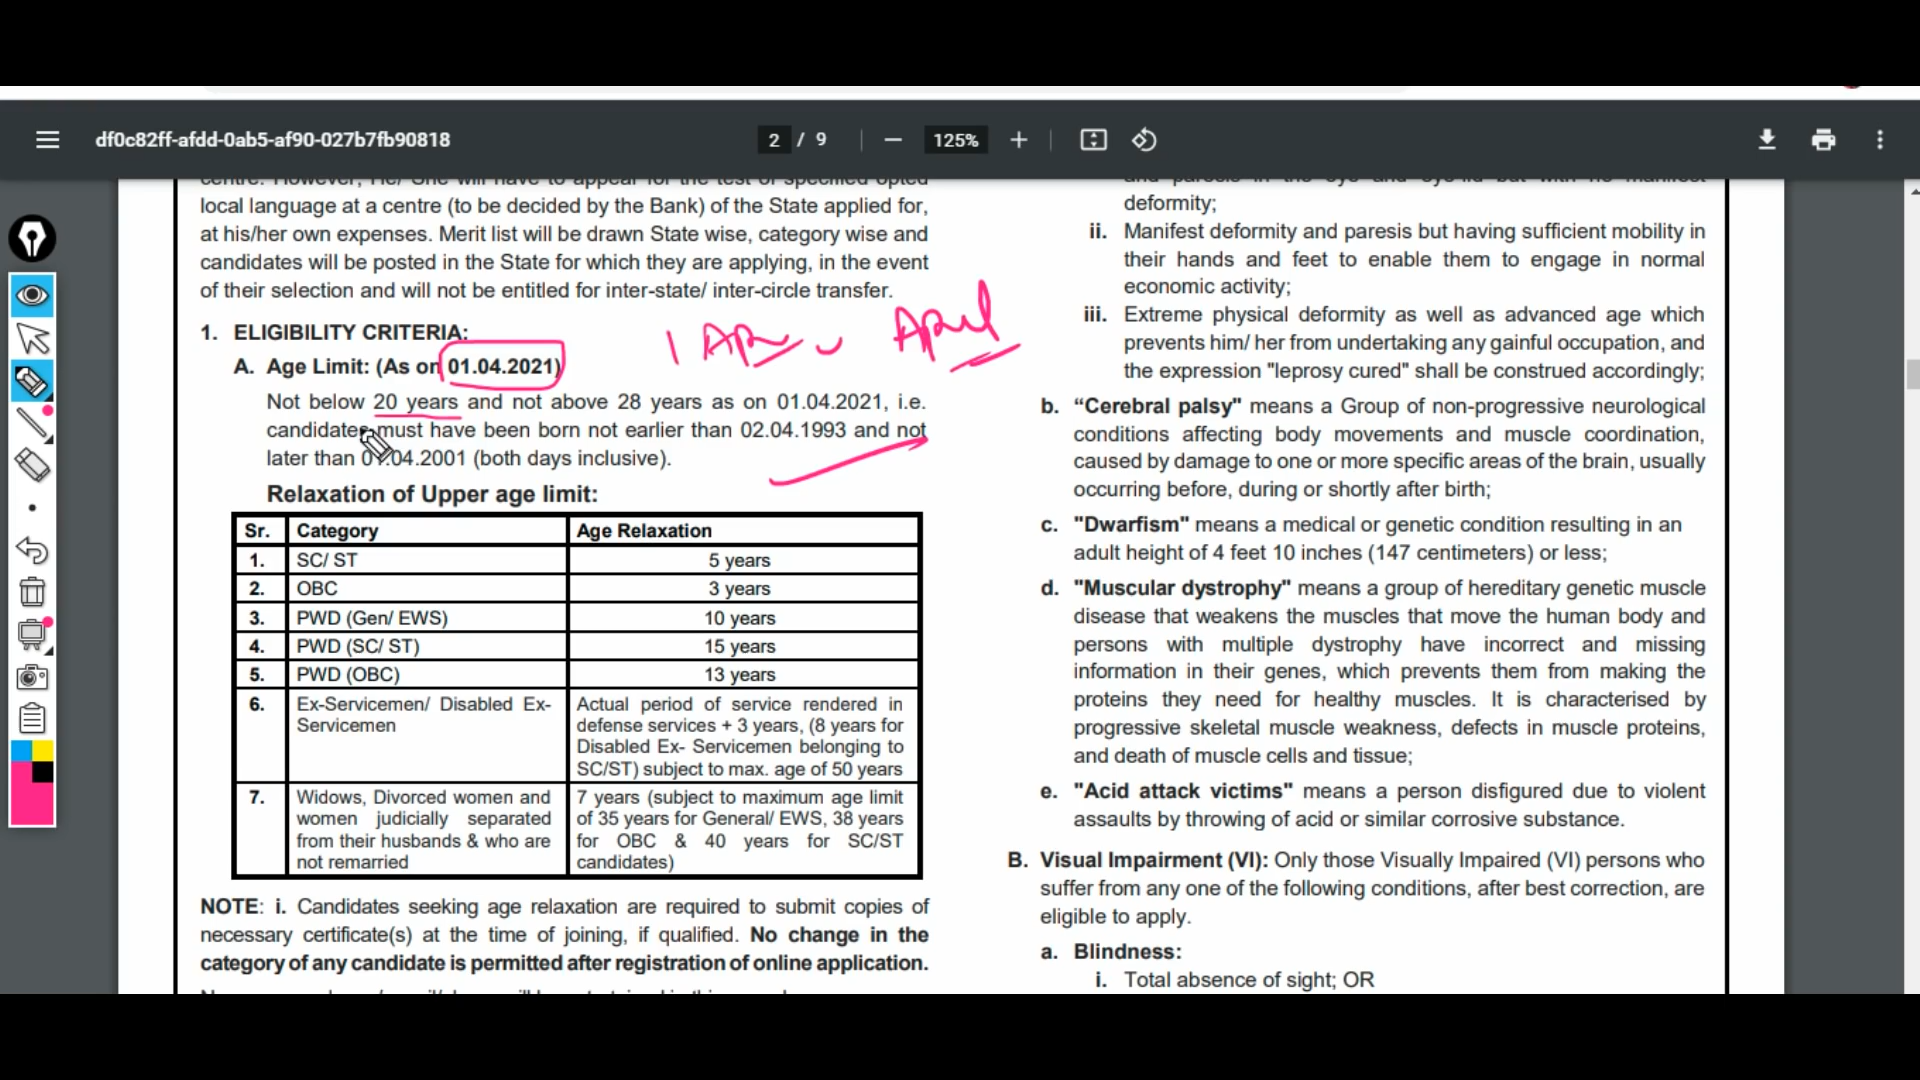 df0c82ff-afdd-0ab5-af90-027b7fb90818
2 / 9
125%
local language at a centre (to be decided by the Bank) of the State applied for,
at his/her own expenses. Merit list will be drawn State wise, category wise and
candidates will be posted in the State for which they are applying, in the event
of their selection and will not be entitled for inter-state/ inter-circle transfer.
1. ELIGIBILITY CRITERIA:
1 Apr
April
A. Age Limit: (As on 01.04.2021)
Not below 20 years and not above 28 years as on 01.04.2021, i.e.
candidates must have been born not earlier than 02.04.1993 and not
later than 01.04.2001 (both days inclusive).
Relaxation of Upper age limit:
Sr. Category Age Relaxation
1. SC/ ST 5 years
2. OBC 3 years
3. PWD (Gen/ EWS) 10 years
4. PWD (SC/ ST) 15 years
5. PWD (OBC) 13 years
6. Ex-Servicemen/ Disabled Ex-
Servicemen
Actual period of service rendered in
defense services + 3 years, (8 years for
Disabled Ex- Servicemen belonging to
SC/ST) subject to max. age of 50 years
7. Widows, Divorced women and
women judicially separated
from their husbands & who are
not remarried
7 years (subject to maximum age limit
of 35 years for General/ EWS, 38 years
for OBC & 40 years for SC/ST
candidates)
NOTE: i. Candidates seeking age relaxation are required to submit copies of
necessary certificate(s) at the time of joining, if qualified. No change in the
category of any candidate is permitted after registration of online application.
deformity;
ii. Manifest deformity and paresis but having sufficient mobility in
their hands and feet to enable them to engage in normal
economic activity;
iii. Extreme physical deformity as well as advanced age which
prevents him/ her from undertaking any gainful occupation, and
the expression "leprosy cured" shall be construed accordingly;
b. “Cerebral palsy" means a Group of non-progressive neurological
conditions affecting body movements and muscle coordination,
caused by damage to one or more specific areas of the brain, usually
occurring before, during or shortly after birth;
c. "Dwarfism" means a medical or genetic condition resulting in an
adult height of 4 feet 10 inches (147 centimeters) or less;
d. "Muscular dystrophy" means a group of hereditary genetic muscle
disease that weakens the muscles that move the human body and
persons with multiple dystrophy have incorrect and missing
information in their genes, which prevents them from making the
proteins they need for healthy muscles. It is characterised by
progressive skeletal muscle weakness, defects in muscle proteins,
and death of muscle cells and tissue;
e. "Acid attack victims" means a person disfigured due to violent
assaults by throwing of acid or similar corrosive substance.
B. Visual Impairment (VI): Only those Visually Impaired (VI) persons who
suffer from any one of the following conditions, after best correction, are
eligible to apply.
a. Blindness:
i. Total absence of sight; OR